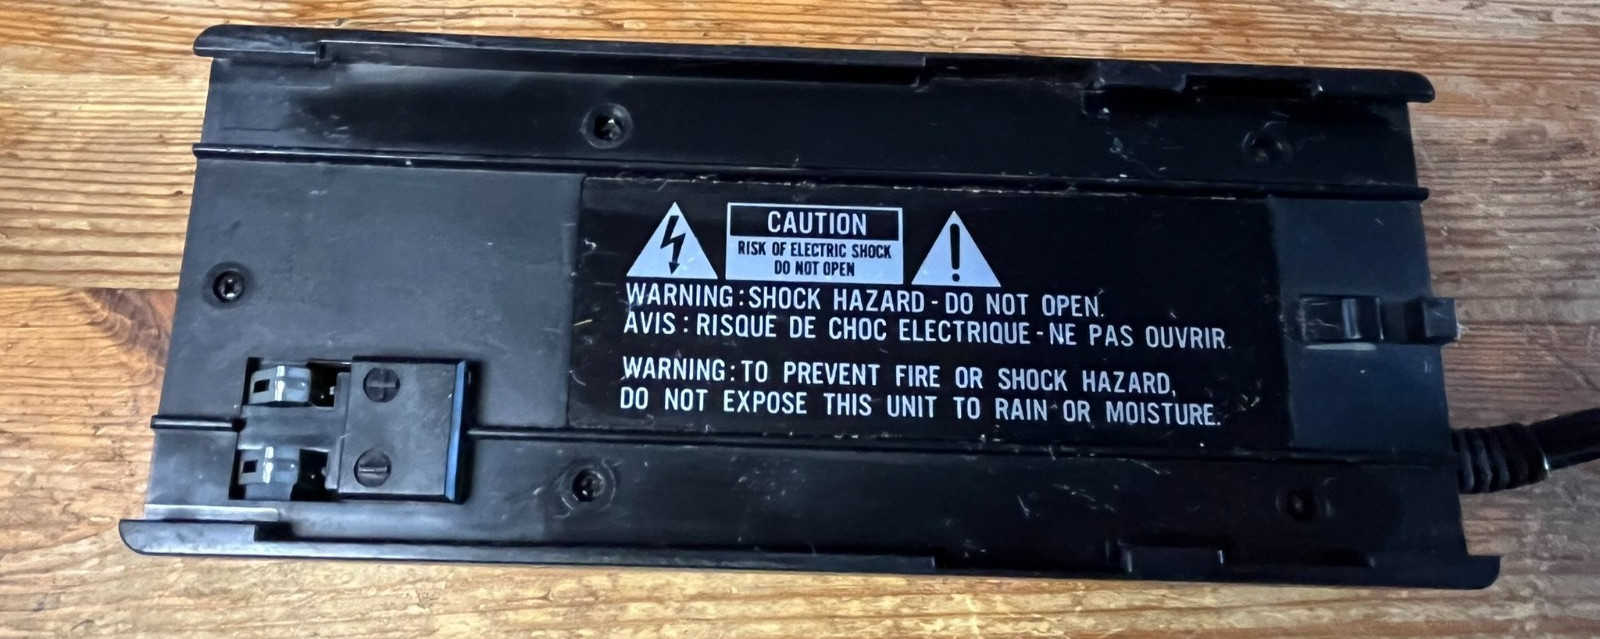 CAUTION
RISK OF ELECTRIC SHOCK
DO NOT OPEN
WARNING: SHOCK HAZARD - DO NOT OPEN.
AVIS : RISQUE DE CHOC ELECTRIQUE - NE PAS OUVRIR.
WARNING: TO PREVENT FIRE OR SHOCK HAZARD,
DO NOT EXPOSE THIS UNIT TO RAIN OR MOISTURE.